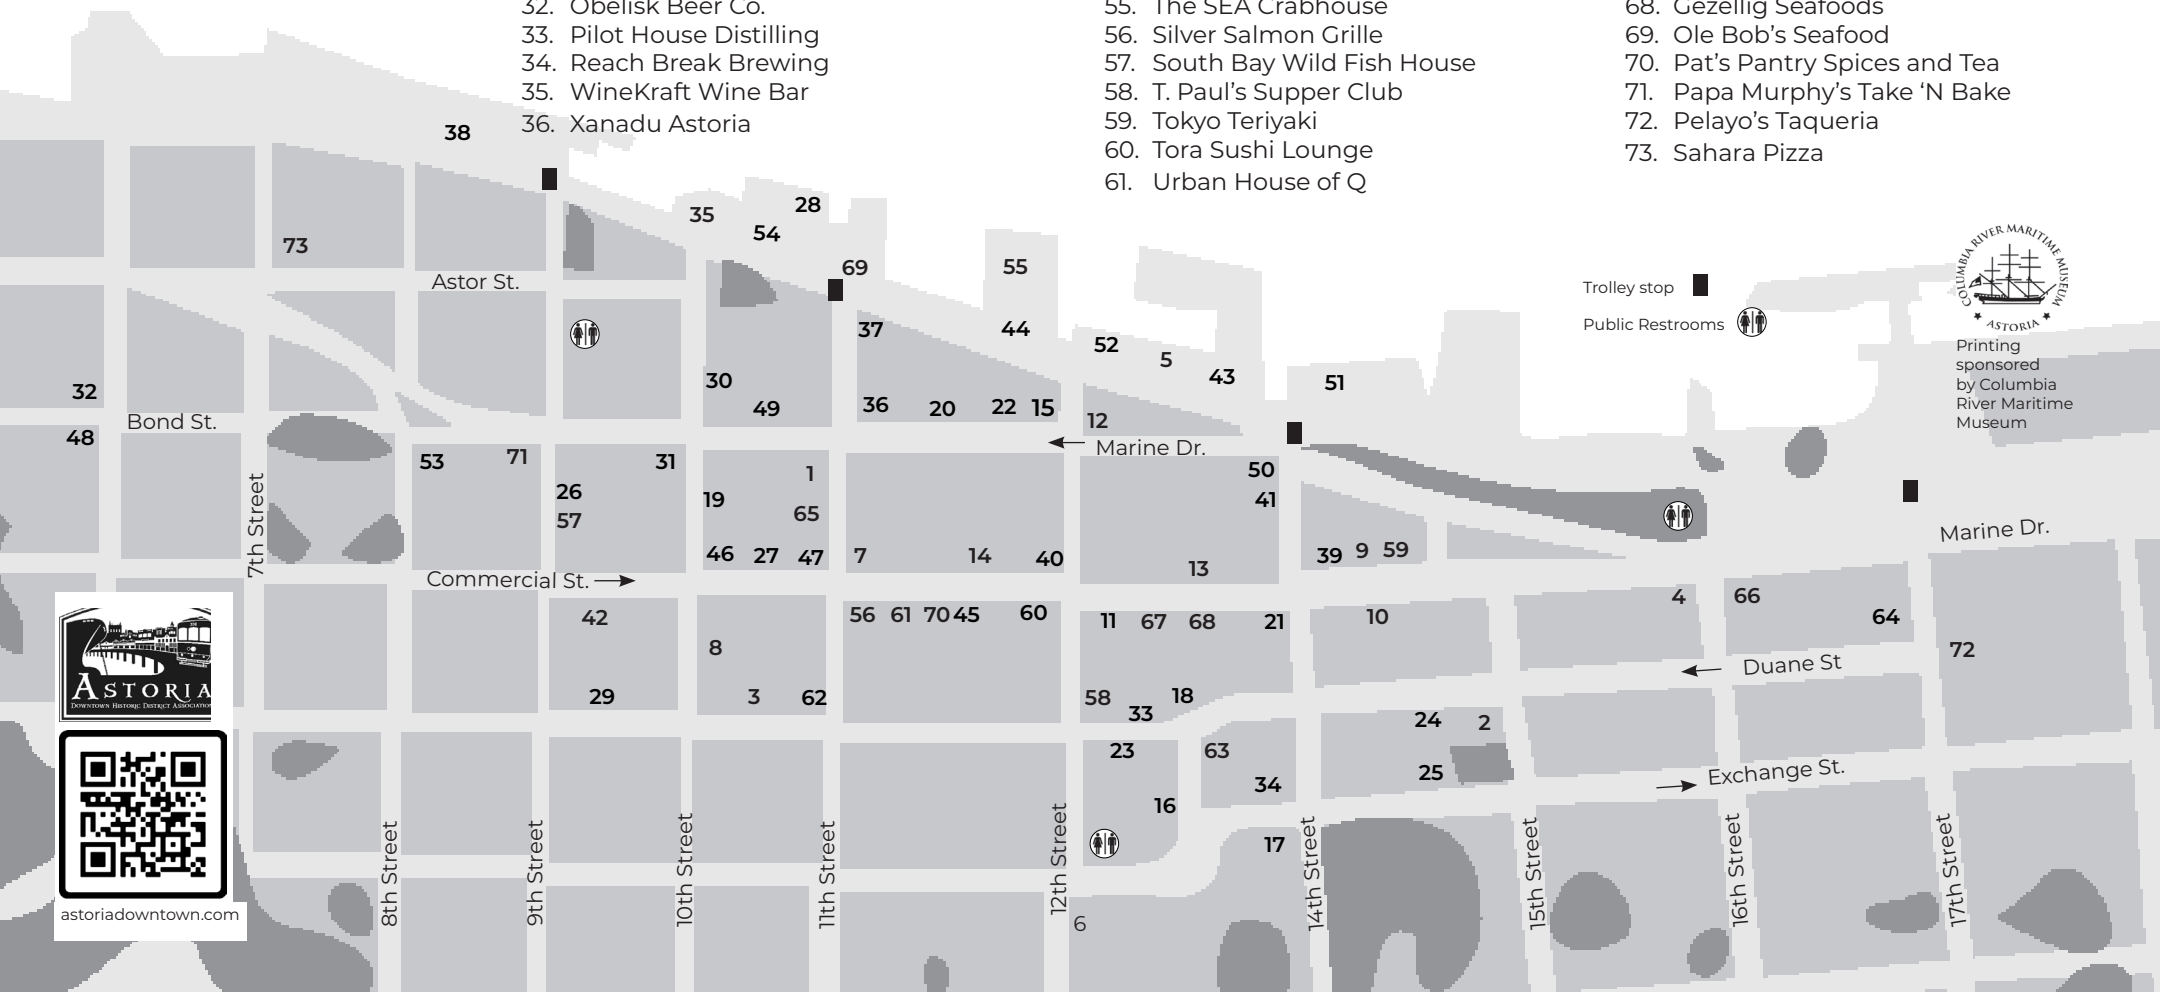 32. Obelisk Beer Co.
33. Pilot House Distilling
34. Reach Break Brewing
35. WineKraft Wine Bar
36. Xanadu Astoria
55. The SEA Crabhouse
56. Silver Salmon Grille
57. South Bay Wild Fish House
58. T. Paul’s Supper Club
59. Tokyo Teriyaki
60. Tora Sushi Lounge
61. Urban House of Q
68. Gezellig Seafoods
69. Ole Bob’s Seafood
70. Pat’s Pantry Spices and Tea
71. Papa Murphy’s Take ‘N Bake
72. Pelayo’s Taqueria
73. Sahara Pizza
38
35
28
54
73
69
55
Astor St.
Trolley stop
Public Restrooms
COLUMBIA RIVER MARITIME MUSEUM
ASTORIA
Printing
sponsored
by Columbia
River Maritime
Museum
37
44
52
5
43
51
32
30
49
36
20
22
15
12
Bond St.
Marine Dr.
48
53
71
31
1
50
26
19
41
57
65
7th Street
46
27
47
7
14
40
13
39
9
59
Marine Dr.
Commercial St.
42
56
61
70
45
60
11
67
68
21
10
4
66
64
8
72
Duane St
29
3
62
58
33
18
24
2
ASTORIA
DOWNTOWN HISTORIC DISTRICT ASSOCIATION
23
63
25
34
Exchange St.
16
17
8th Street
9th Street
10th Street
11th Street
12th Street
14th Street
15th Street
16th Street
17th Street
6
astoriadowntown.com